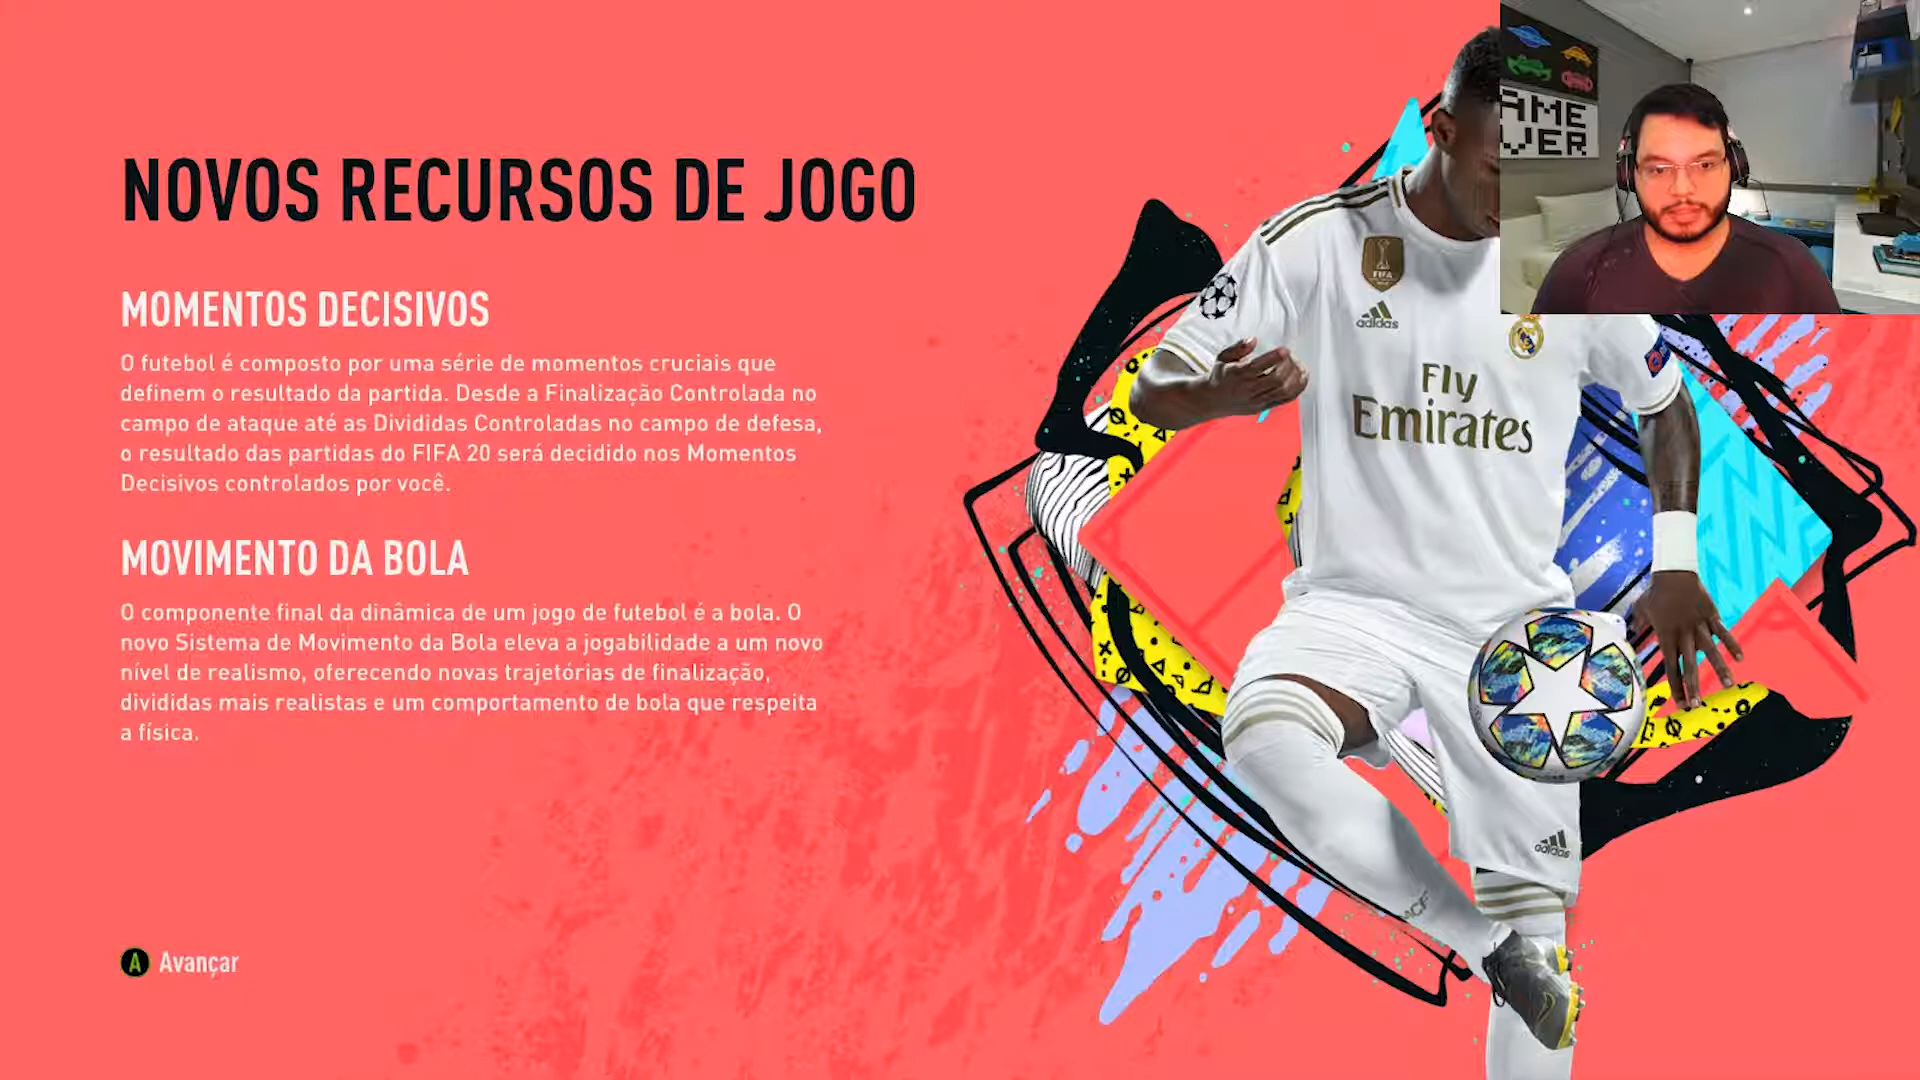 NOVOS RECURSOS DE JOGO
MOMENTOS DECISIVOS
O futebol é composto por uma série de momentos cruciais que
definem o resultado da partida. Desde a Finalização Controlada no
campo de ataque até as Divididas Controladas no campo de defesa,
o resultado das partidas do FIFA 20 será decidido nos Momentos
Decisivos controlados por você.
MOVIMENTO DA BOLA
O componente final da dinâmica de um jogo de futebol é a bola. O
novo Sistema de Movimento da Bola eleva a jogabilidade a um novo
nível de realismo, oferecendo novas trajetórias de finalização,
divididas mais realistas e um comportamento de bola que respeita
a física.
A Avançar
FIFA
adidas
Fly
Emirates
adidas
AME
VER